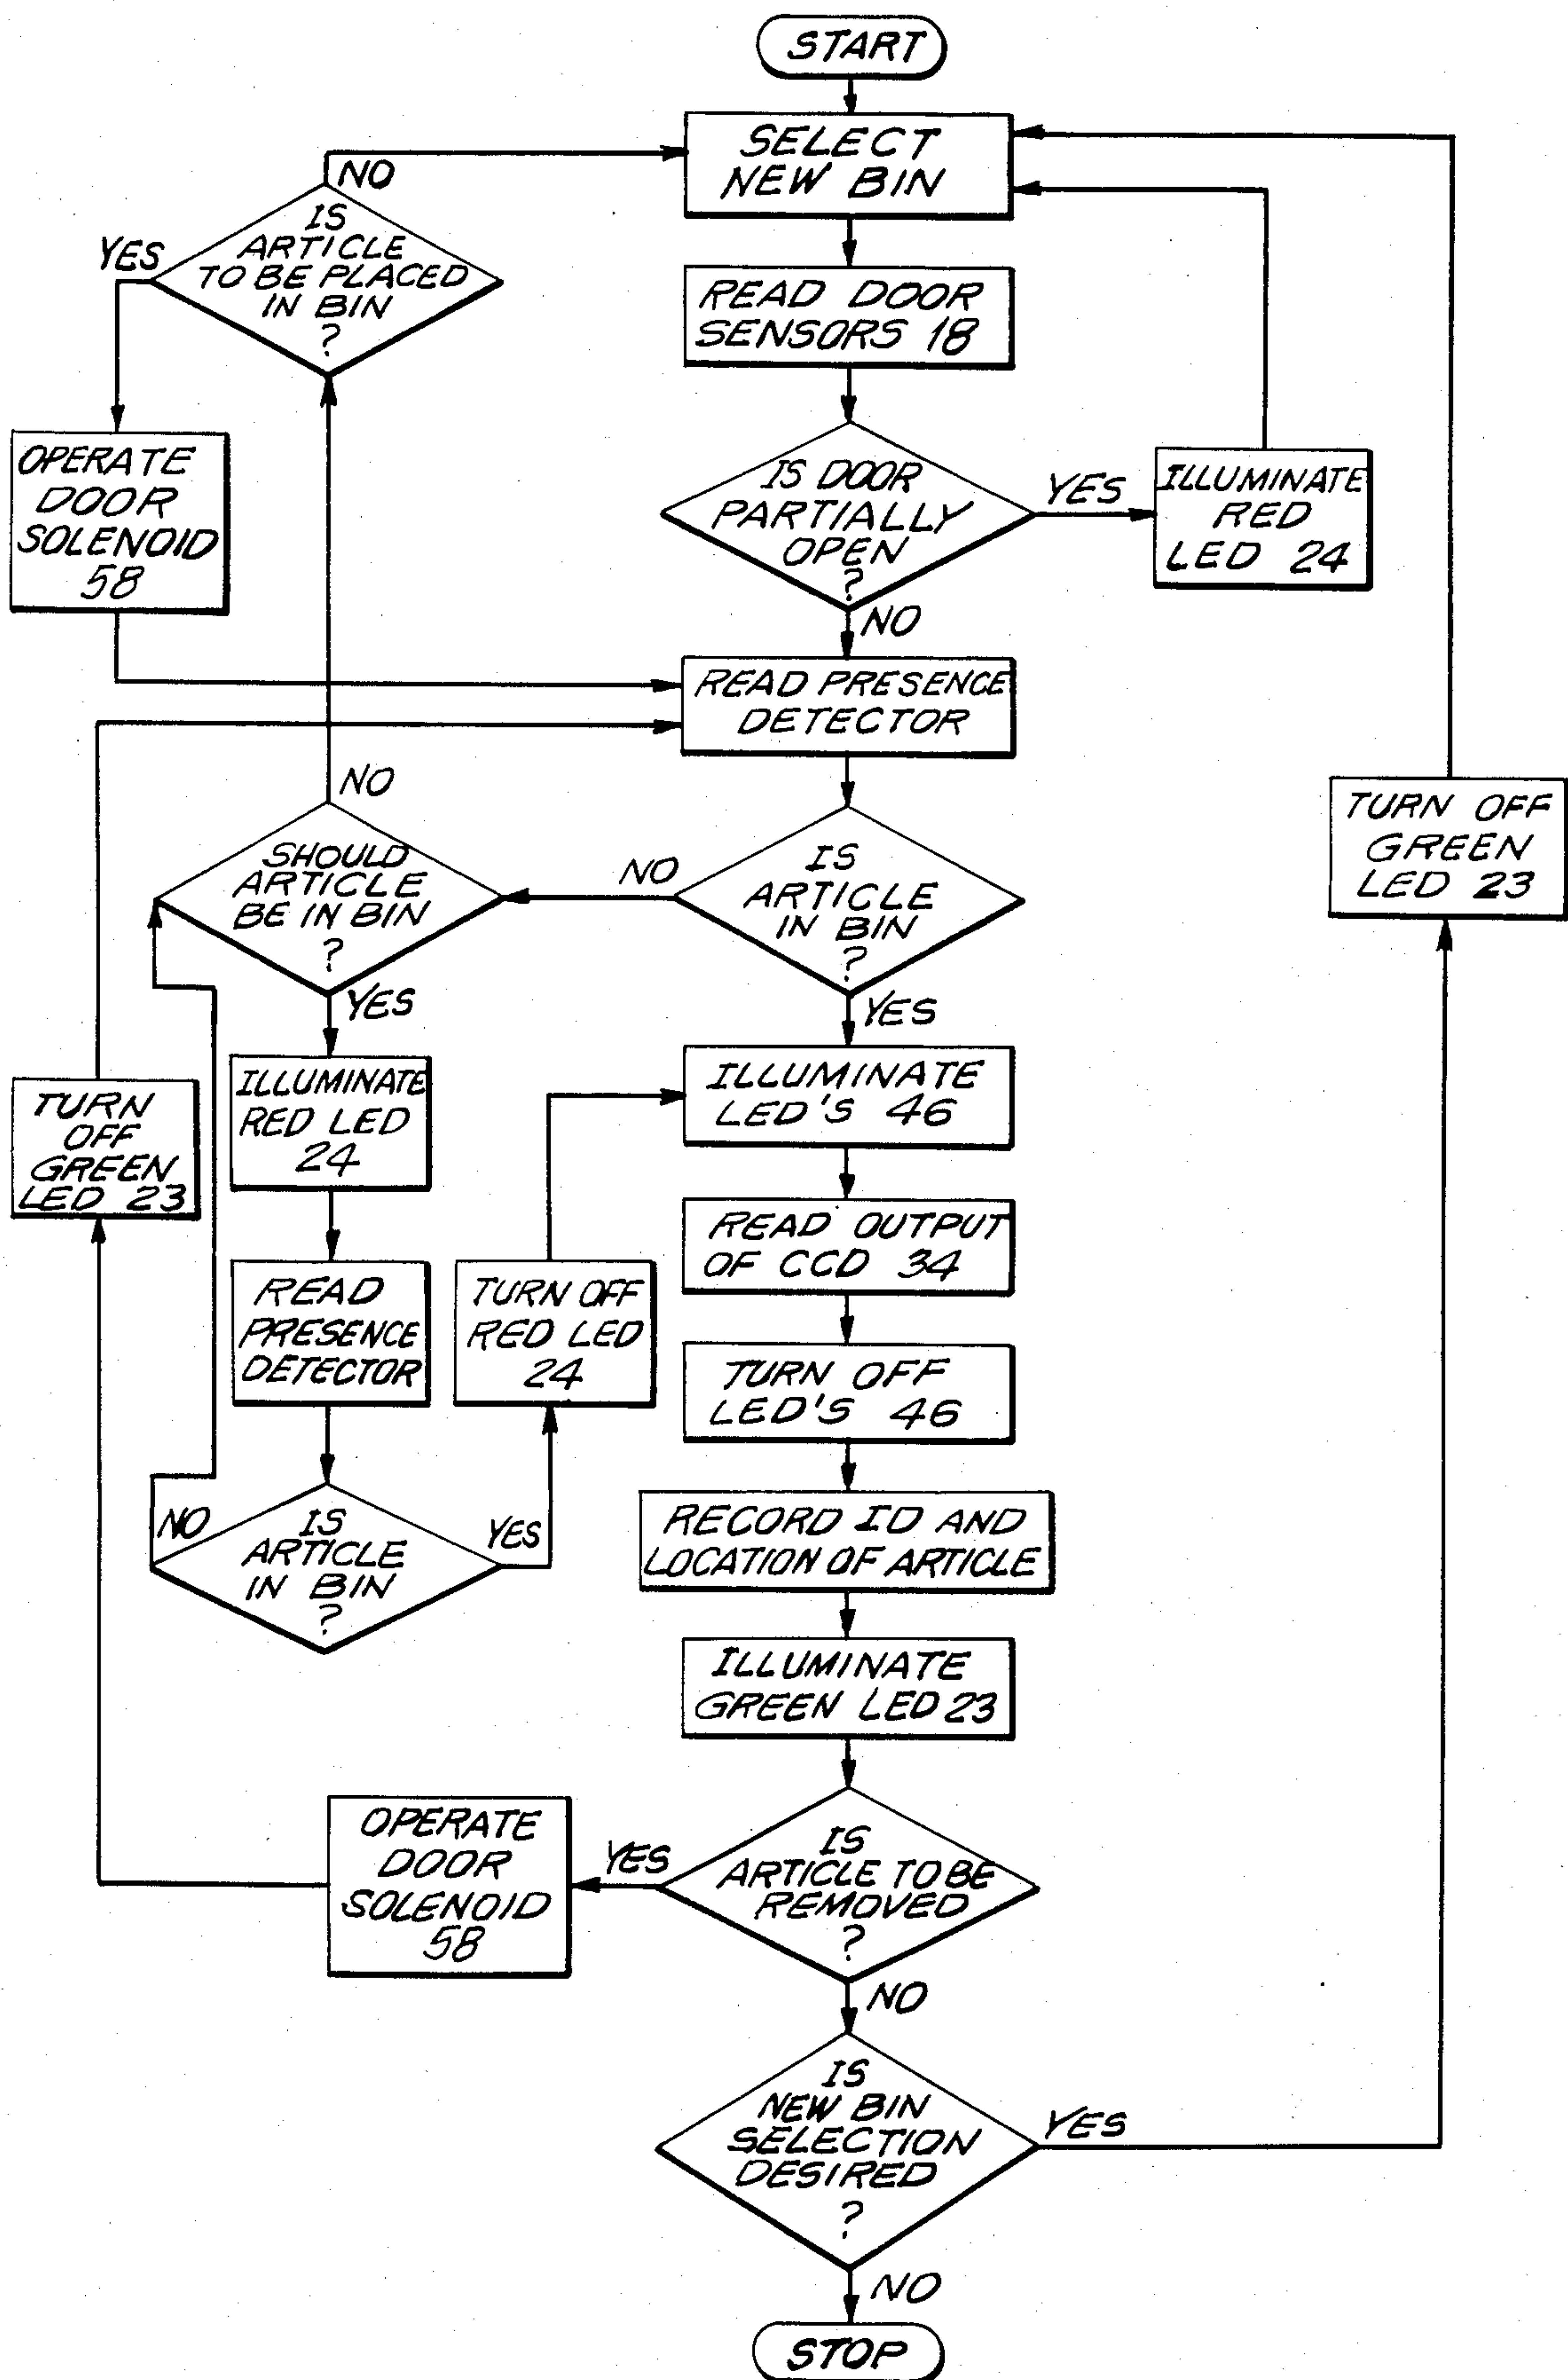 START
SELECT
NEW BIN
NO
IS
ARTICLE
TO BE PLACED
IN BIN
?
YES
READ DOOR
SENSORS 18
OPERATE
DOOR
SOLENOID
58
IS DOOR
PARTIALLY
OPEN
?
YES
ILLUMINATE
RED
LED 24
NO
READ PRESENCE
DETECTOR
NO
SHOULD
ARTICLE
BE IN BIN
?
NO
IS
ARTICLE
IN BIN
?
TURN OFF
GREEN
LED 23
YES
YES
TURN
OFF
GREEN
LED 23
ILLUMINATE
RED LED
24
ILLUMINATE
LED'S 46
READ OUTPUT
OF CCD 34
READ
PRESENCE
DETECTOR
TURN OFF
RED LED
24
TURN OFF
LED'S 46
NO
IS
ARTICLE
IN BIN
?
YES
RECORD ID AND
LOCATION OF ARTICLE
ILLUMINATE
GREEN LED 23
OPERATE
DOOR
SOLENOID
58
YES
IS
ARTICLE TO BE
REMOVED
?
NO
IS
NEW BIN
SELECTION
DESIRED
?
YES
NO
STOP